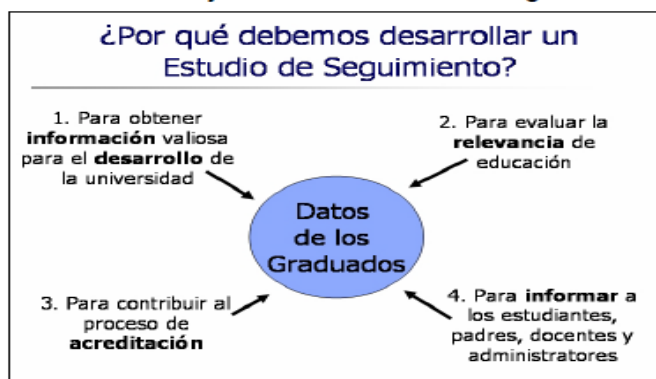 ¿Por qué debemos desarrollar un
Estudio de Seguimiento?
1. Para obtener
información valiosa
para el desarrollo de
la universidad
2. Para evaluar la
relevancia de
educación
Datos
de los
Graduados
3. Para contribuir al
proceso de
acreditación
4. Para informar a
los estudiantes,
padres, docentes y
administratores